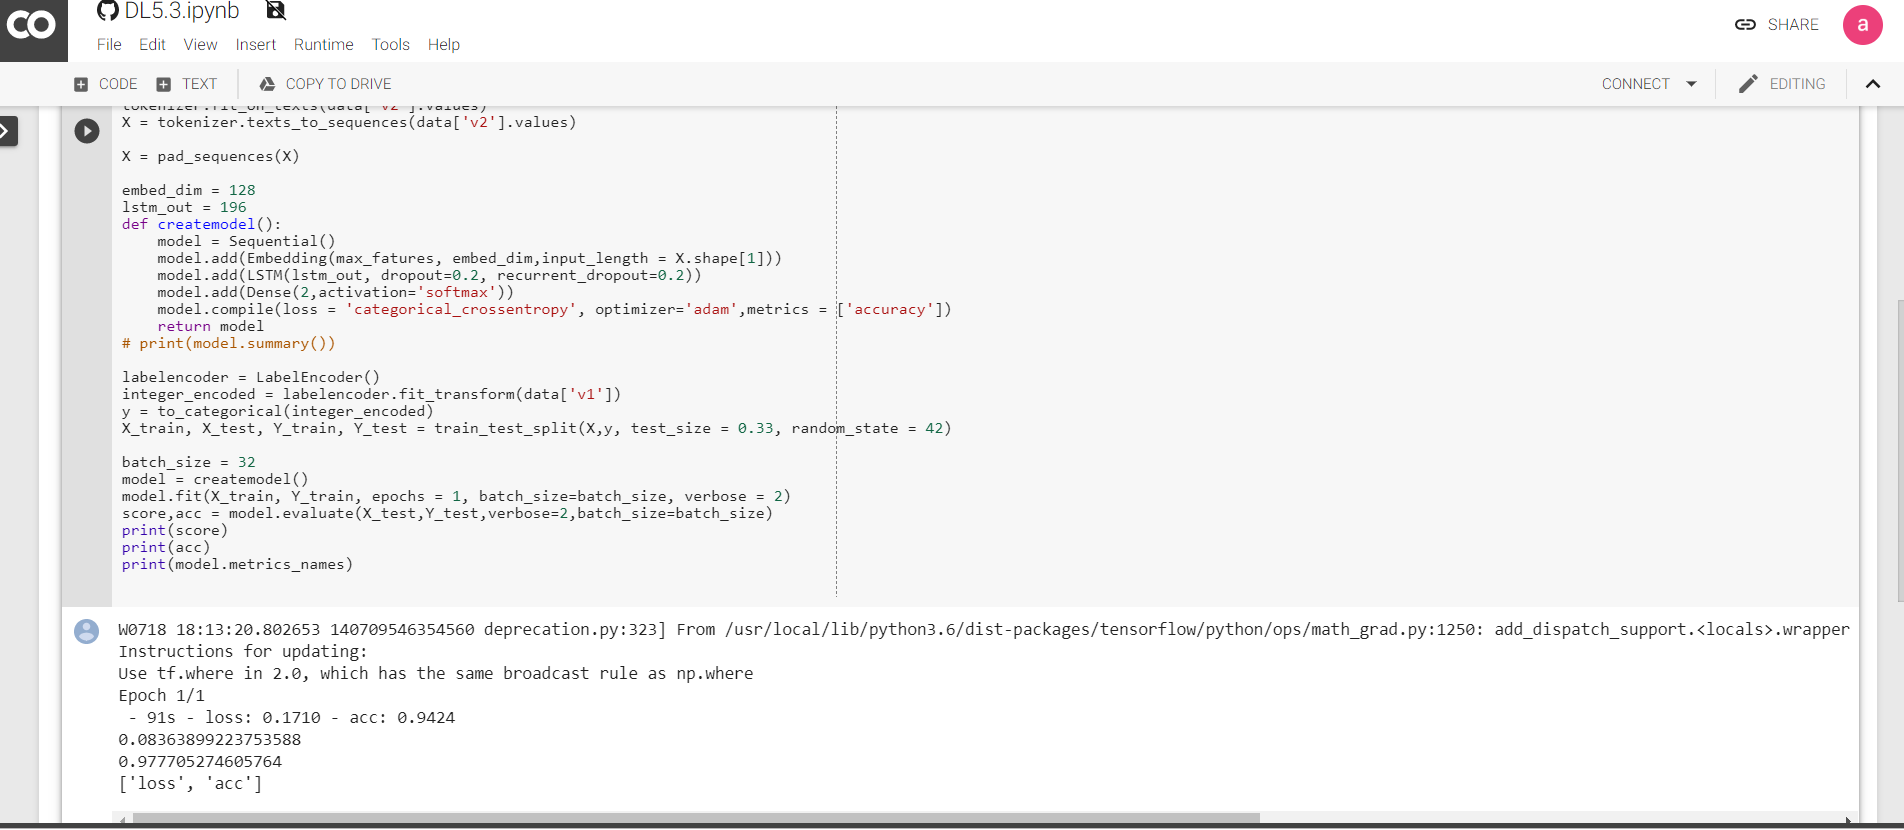 CO
DL5.3.ipynb
File Edit View Insert Runtime Tools Help
SHARE
a
CODE TEXT COPY TO DRIVE
CONNECT EDITING
tokenizer.fit_on_texts(data['v2'].values)
X = tokenizer.texts_to_sequences(data['v2'].values)
X = pad_sequences(X)
embed_dim = 128
lstm_out = 196
def createmodel():
    model = Sequential()
    model.add(Embedding(max_fatures, embed_dim,input_length = X.shape[1]))
    model.add(LSTM(lstm_out, dropout=0.2, recurrent_dropout=0.2))
    model.add(Dense(2,activation='softmax'))
    model.compile(loss = 'categorical_crossentropy', optimizer='adam',metrics = ['accuracy'])
    return model
# print(model.summary())
labelencoder = LabelEncoder()
integer_encoded = labelencoder.fit_transform(data['v1'])
y = to_categorical(integer_encoded)
X_train, X_test, Y_train, Y_test = train_test_split(X,y, test_size = 0.33, random_state = 42)
batch_size = 32
model = createmodel()
model.fit(X_train, Y_train, epochs = 1, batch_size=batch_size, verbose = 2)
score,acc = model.evaluate(X_test,Y_test,verbose=2,batch_size=batch_size)
print(score)
print(acc)
print(model.metrics_names)
W0718 18:13:20.802653 140709546354560 deprecation.py:323] From /usr/local/lib/python3.6/dist-packages/tensorflow/python/ops/math_grad.py:1250: add_dispatch_support.<locals>.wrapper
Instructions for updating:
Use tf.where in 2.0, which has the same broadcast rule as np.where
Epoch 1/1
 - 91s - loss: 0.1710 - acc: 0.9424
0.08363899223753588
0.977705274605764
['loss', 'acc']